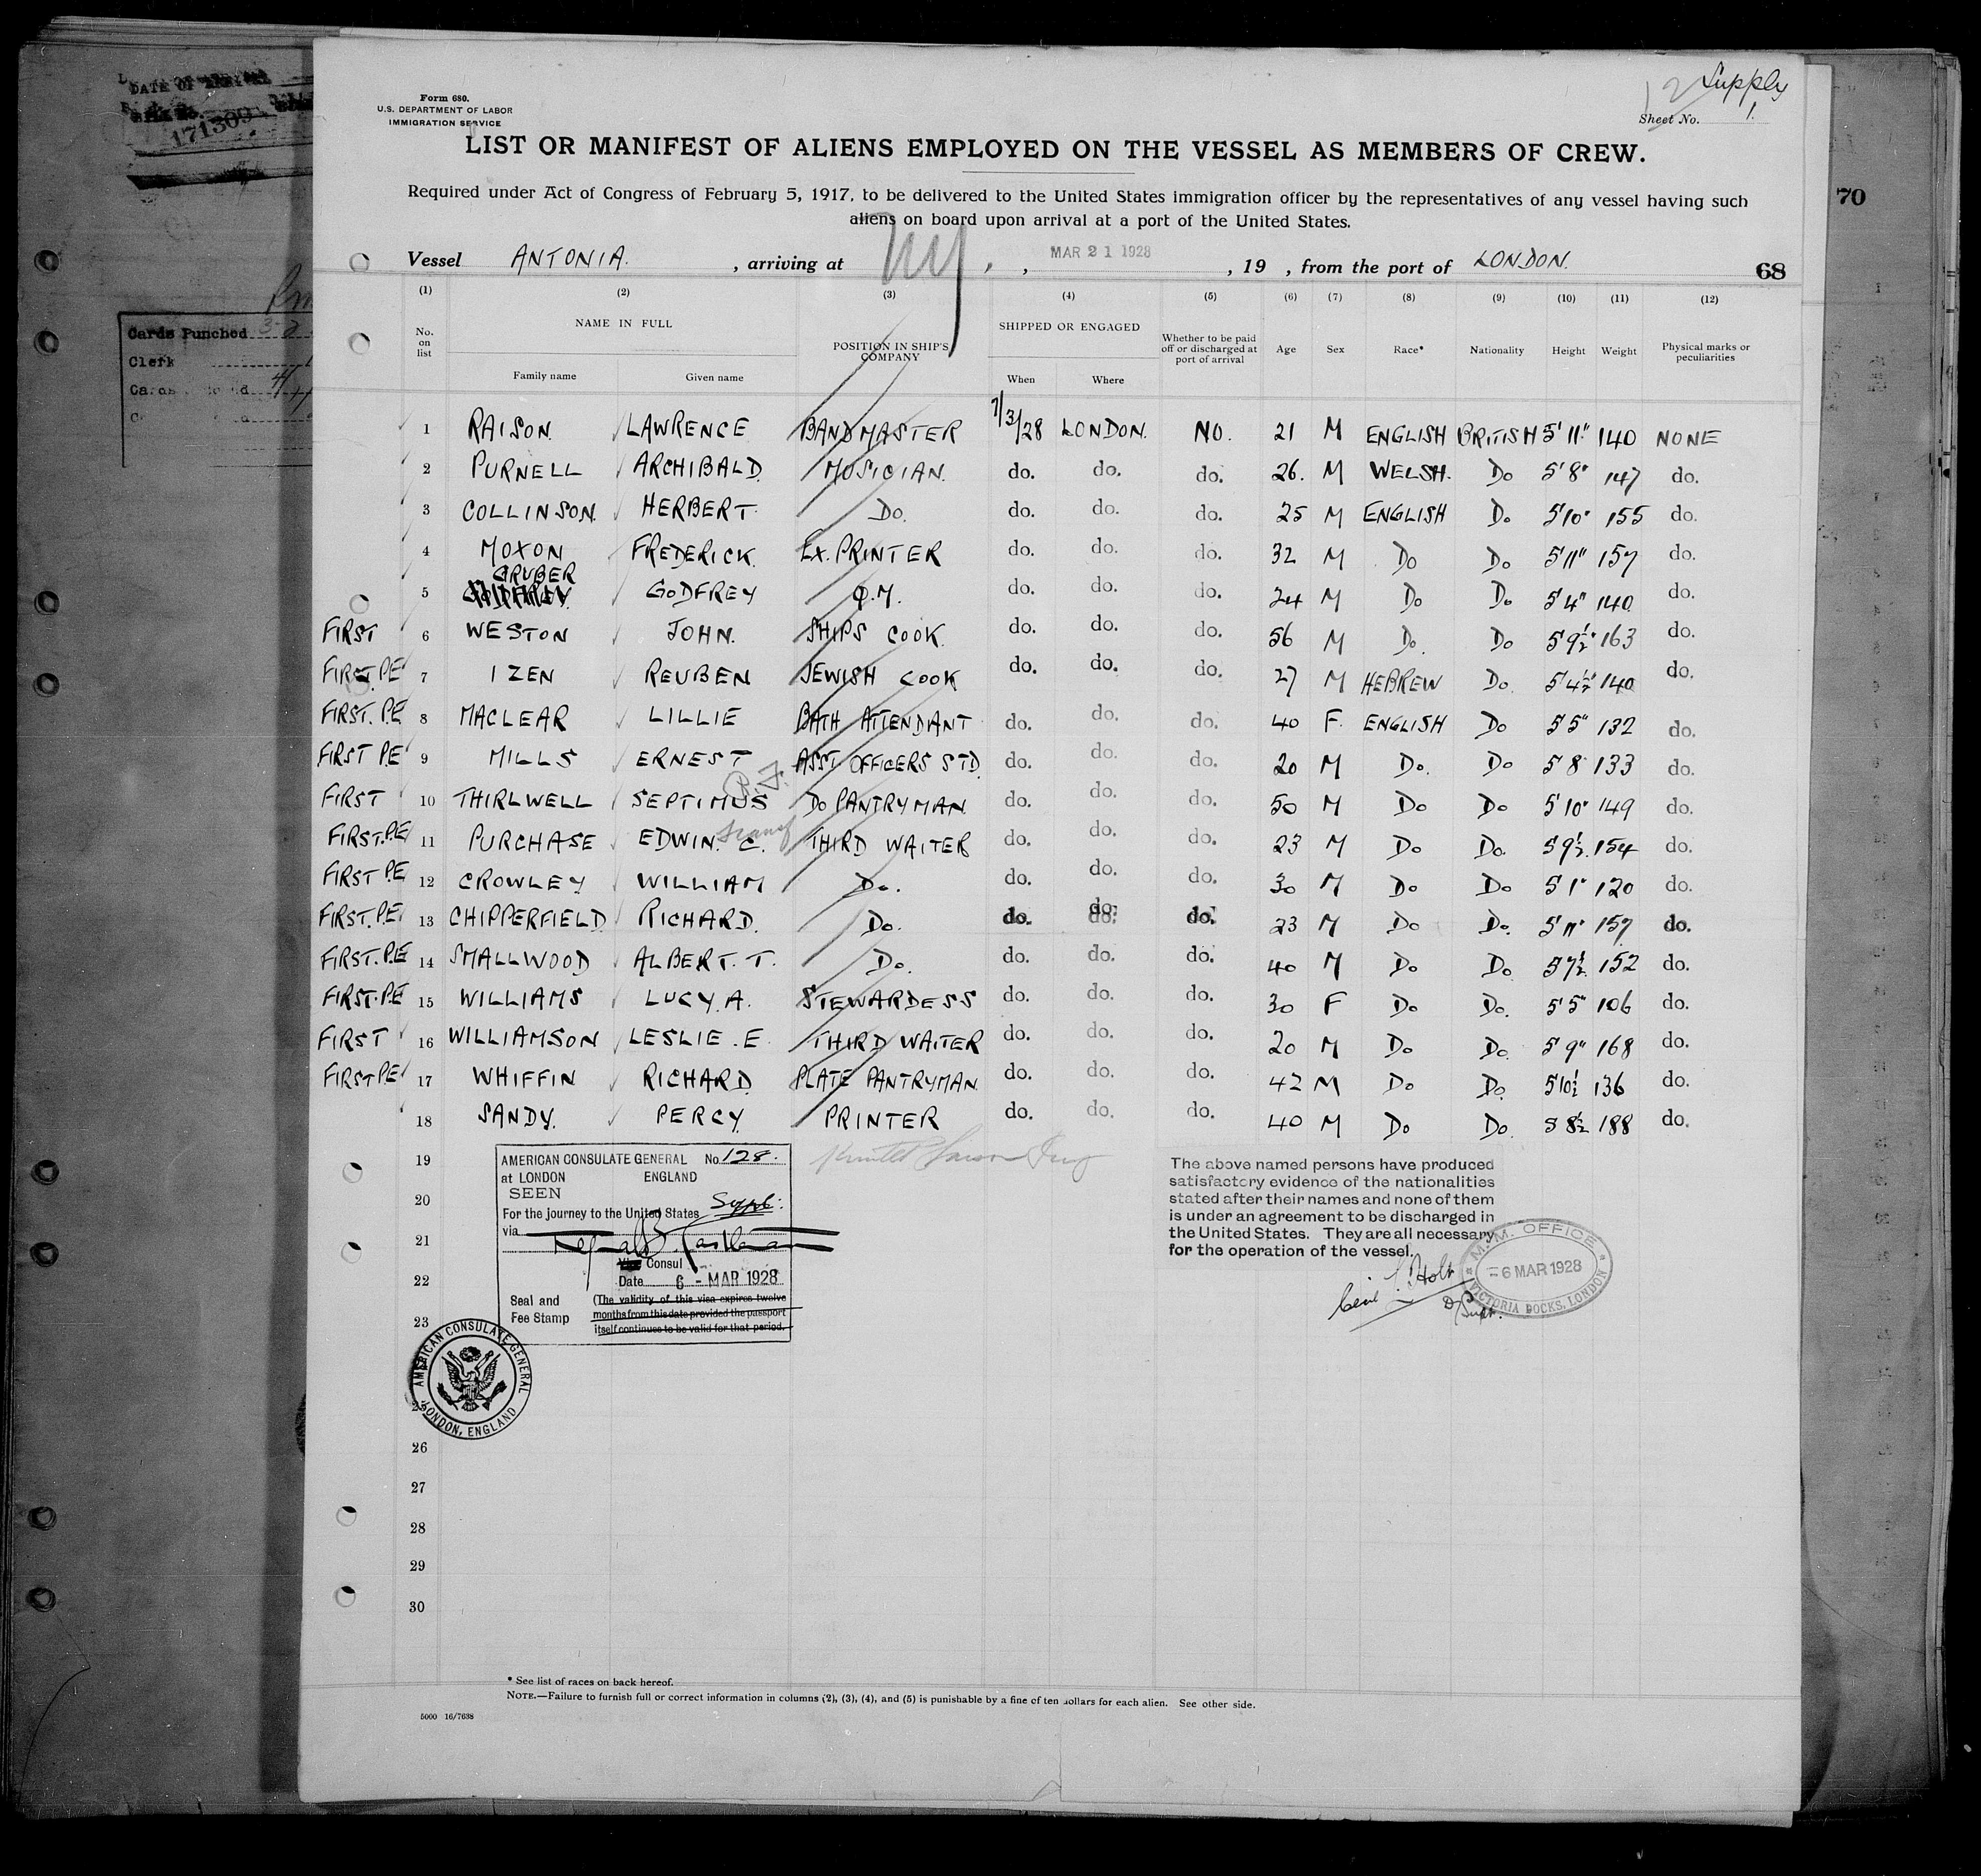 DATE OF ARRIVAL
171309
Cards Punched
Clerk
70
Form 680.
U.S. DEPARTMENT OF LABOR
IMMIGRATION SERVICE
Supply
Sheet No. 1.
LIST OR MANIFEST OF ALIENS EMPLOYED ON THE VESSEL AS MEMBERS OF CREW.
Required under Act of Congress of February 5, 1917, to be delivered to the United States immigration officer by the representatives of any vessel having such
aliens on board upon arrival at a port of the United States.
Vessel ANTONIA. , arriving at NY. , MAR 21 1928 , 19 , from the port of LONDON. 68
(1) (2) (3) (4) (5) (6) (7) (8) (9) (10) (11) (12)
No. on list NAME IN FULL Family name Given name POSITION IN SHIP'S COMPANY SHIPPED OR ENGAGED When Where Whether to be paid off or discharged at port of arrival Age Sex Race* Nationality Height Weight Physical marks or peculiarities
1 RAISON LAWRENCE BANDMASTER 7/3/28 LONDON. NO. 21 M ENGLISH BRITISH 5'11" 140 NONE
2 PURNELL ARCHIBALD. MUSICIAN. do. do. do. 26. M WELSH. Do 5'8" 147 do.
3 COLLINSON. HERBERT. Do. do. do. do. 25 M ENGLISH Do 5'10" 155 do.
4 MOXON FREDERICK. EX. PRINTER do. do. do. 32 M Do Do 5'11" 157 do.
5 GRUBER GODFREY Q.M. do. do. do. 24 M Do Do 5'4" 140 do.
FIRST 6 WESTON JOHN. SHIPS COOK. do. do. do. 56 M Do. Do 5'9½" 163 do.
FIRST. PE 7 IZEN REUBEN JEWISH COOK do. do. do. 27 M HEBREW Do. 5'4½" 140 do.
FIRST. P.E 8 MACLEAR LILLIE BATH ATTENDANT do. do. do. 40 F. ENGLISH Do 5'5" 132 do.
FIRST PE 9 MILLS ERNEST ASST OFFICERS STD. do. do. do. 20 M Do. Do 5 8 133 do.
FIRST 10 THIRLWELL SEPTIMUS Do PANTRYMAN do. do. do. 50 M Do Do 5'10" 149 do.
FIRST. PE 11 PURCHASE EDWIN. C. THIRD WAITER do. do. do. 23 M Do Do. 5 9½. 154 do.
FIRST P.E 12 CROWLEY WILLIAM Do. do. do. do. 30 M Do Do 5 1" 120 do.
FIRST. P.E. 13 CHIPPERFIELD RICHARD. Do. do. do. do. 23 M Do Do. 5'11" 157 do.
FIRST. P.E 14 SMALLWOOD ALBERT. T. Do. do. do. do. 40 M Do Do. 5 7½ 152 do.
FIRST. P.E 15 WILLIAMS LUCY. A. STEWARDESS do. do. do. 30 F Do Do. 5'5" 106 do.
FIRST 16 WILLIAMSON LESLIE. E. THIRD WAITER do. do. do. 20 M Do Do. 5 9" 168 do.
FIRST PE 17 WHIFFIN RICHARD PLATE PANTRYMAN do. do. do. 42 M Do Do. 5'10½ 136 do.
18 SANDY. PERCY. PRINTER do. do. do. 40 M Do Do. 5 8½ 188 do.
19
20
21
22
23
26
27
28
29
30
AMERICAN CONSULATE GENERAL No. 128.
at LONDON ENGLAND
SEEN
For the journey to the United States
via
Vice Consul
Date 6 - MAR 1928
Seal and Fee Stamp
(The validity of this visa expires twelve
months from this date provided the passport
itself continues to be valid for that period.
AMERICAN CONSULATE GENERAL
LONDON, ENGLAND
The above named persons have produced
satisfactory evidence of the nationalities
stated after their names and none of them
is under an agreement to be discharged in
the United States. They are all necessary
for the operation of the vessel.
M.M. OFFICE
6 MAR 1928
VICTORIA DOCKS, LONDON
Holt
D/Supt.
* See list of races on back hereof.
NOTE.—Failure to furnish full or correct information in columns (2), (3), (4), and (5) is punishable by a fine of ten dollars for each alien. See other side.
5000 16/7638